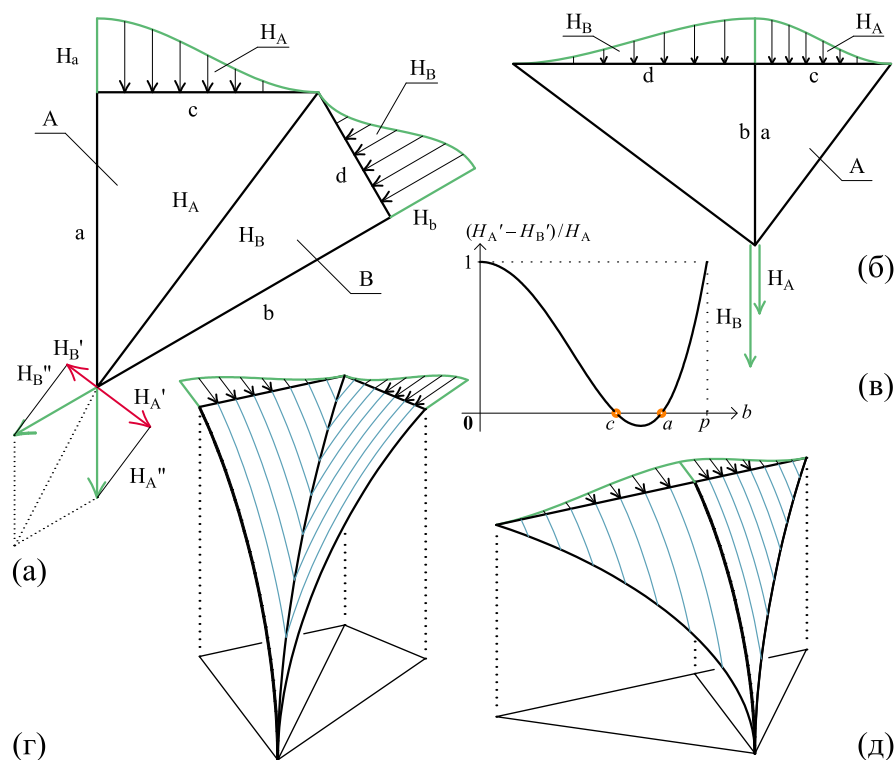 H_a
H_A
H_B
c
A
d
H_A
a
H_B
H_b
B
b
H_B'
H_B''
H_A'
H_A''
(а)
H_B
H_A
d
c
b
a
A
(б)
H_A
H_B
(H_A' – H_B')/H_A
1
0
c
a
p
b
(в)
(г)
(д)